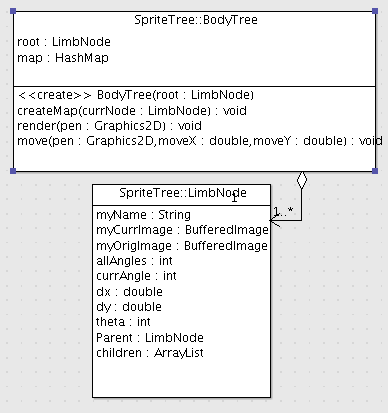 SpriteTree::BodyTree
root : LimbNode
map : HashMap
<<create>> BodyTree(root : LimbNode)
createMap(currNode : LimbNode) : void
render(pen : Graphics2D) : void
move(pen : Graphics2D,moveX : double,moveY : double) : void
SpriteTree::LimbNode
1
1..*
myName : String
myCurrImage : BufferedImage
myOrigImage : BufferedImage
allAngles : int
currAngle : int
dx : double
dy : double
theta : int
Parent : LimbNode
children : ArrayList